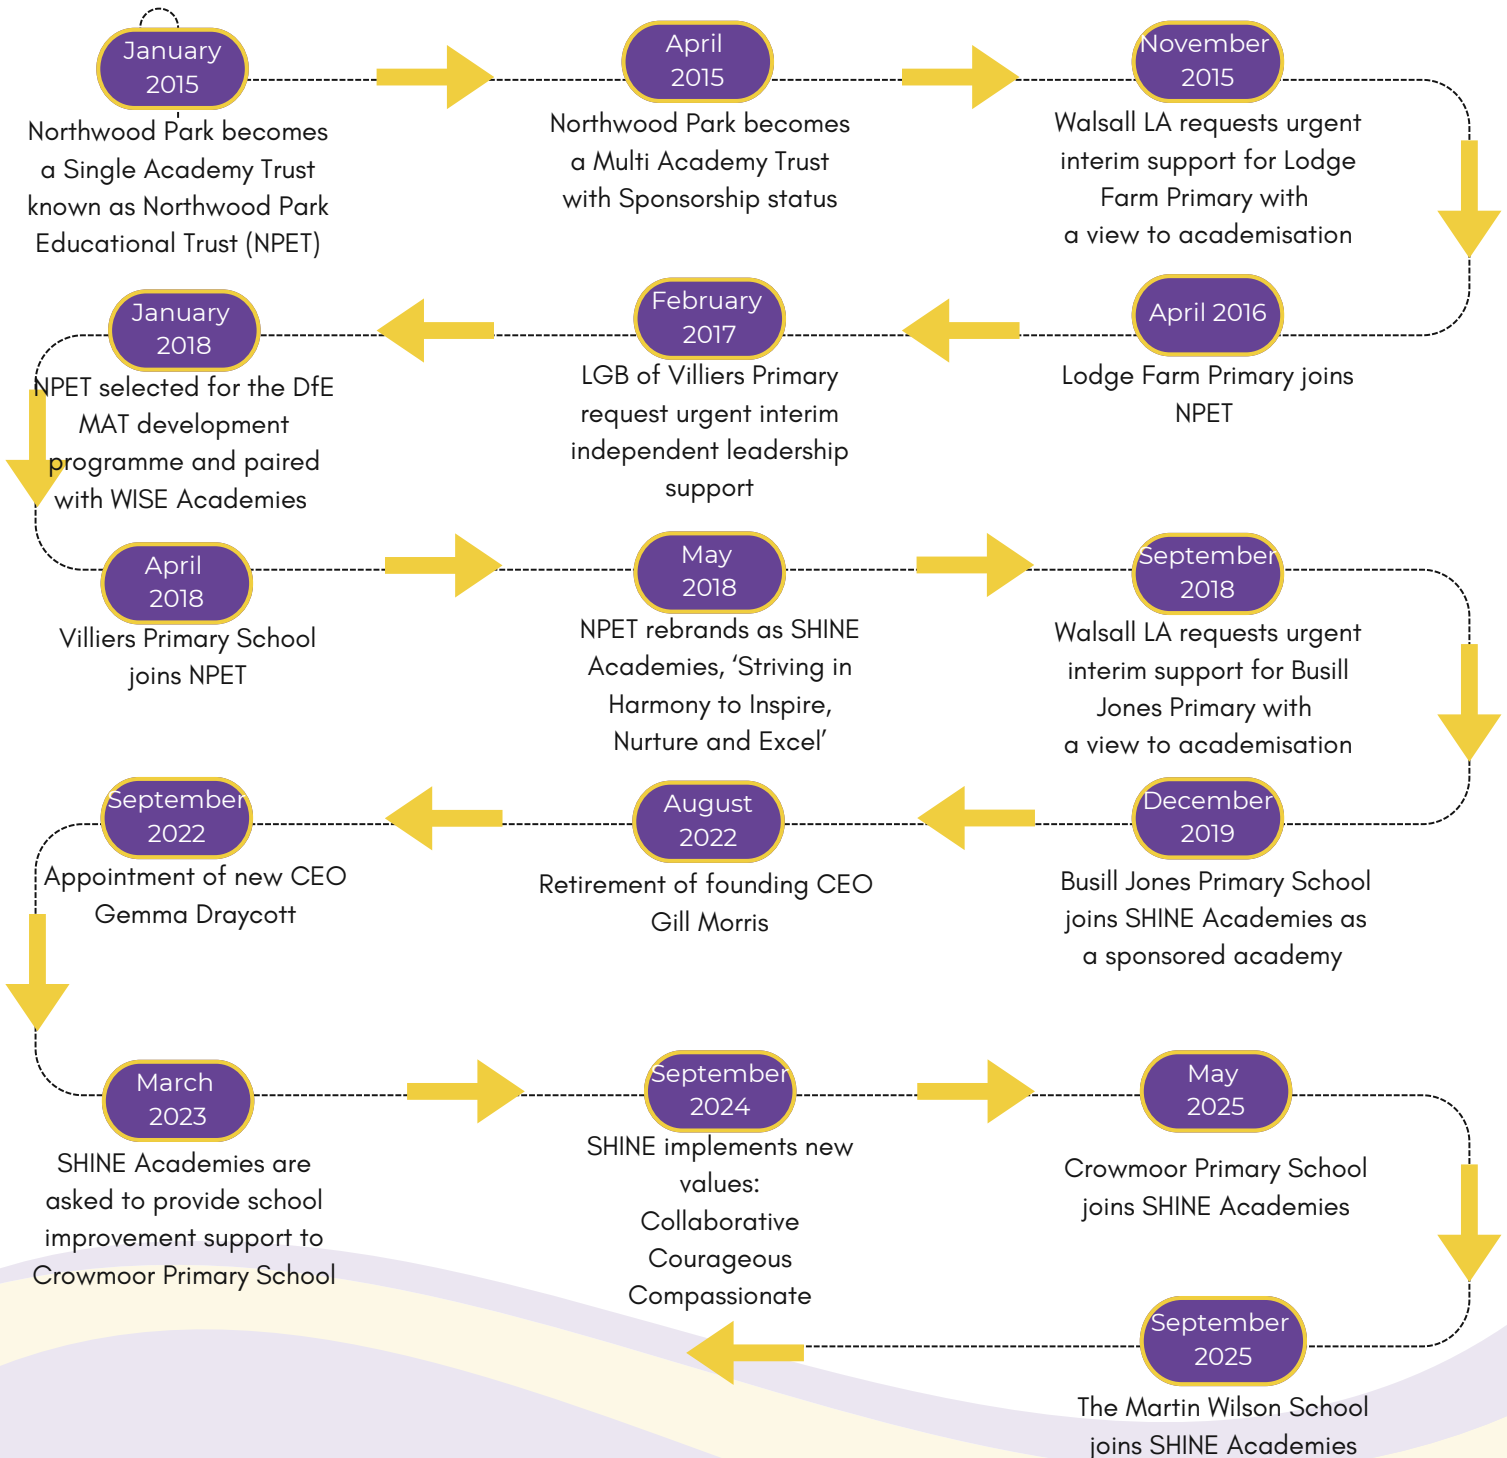 January
2015
Northwood Park becomes
a Single Academy Trust
known as Northwood Park
Educational Trust (NPET)
April
2015
Northwood Park becomes
a Multi Academy Trust
with Sponsorship status
November
2015
Walsall LA requests urgent
interim support for Lodge
Farm Primary with
a view to academisation
April 2016
Lodge Farm Primary joins
NPET
February
2017
LGB of Villiers Primary
request urgent interim
independent leadership
support
January
2018
NPET selected for the DfE
MAT development
programme and paired
with WISE Academies
April
2018
Villiers Primary School
joins NPET
May
2018
NPET rebrands as SHINE
Academies, ‘Striving in
Harmony to Inspire,
Nurture and Excel’
September
2018
Walsall LA requests urgent
interim support for Busill
Jones Primary with
a view to academisation
December
2019
Busill Jones Primary School
joins SHINE Academies as
a sponsored academy
August
2022
Retirement of founding CEO
Gill Morris
September
2022
Appointment of new CEO
Gemma Draycott
March
2023
SHINE Academies are
asked to provide school
improvement support to
Crowmoor Primary School
September
2024
SHINE implements new
values:
Collaborative
Courageous
Compassionate
May
2025
Crowmoor Primary School
joins SHINE Academies
September
2025
The Martin Wilson School
joins SHINE Academies